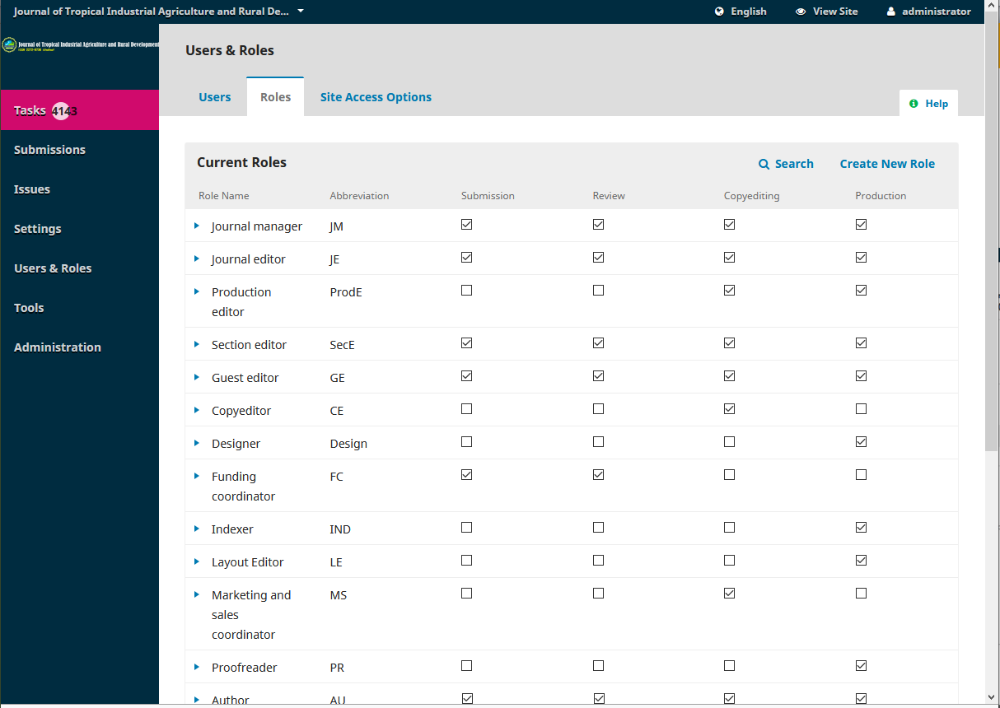 Journal of Tropical Industrial Agriculture and Rural De...
English
View Site
administrator
Journal of Tropical Industrial Agriculture and Rural Development
Users & Roles
Users
Roles
Site Access Options
Help
Tasks 4143
Submissions
Issues
Settings
Users & Roles
Tools
Administration
Current Roles
Search
Create New Role
Role Name Abbreviation Submission Review Copyediting Production
Journal manager JM
Journal editor JE
Production ProdE
editor
Section editor SecE
Guest editor GE
Copyeditor CE
Designer Design
Funding FC
coordinator
Indexer IND
Layout Editor LE
Marketing and MS
sales
coordinator
Proofreader PR
Author AU